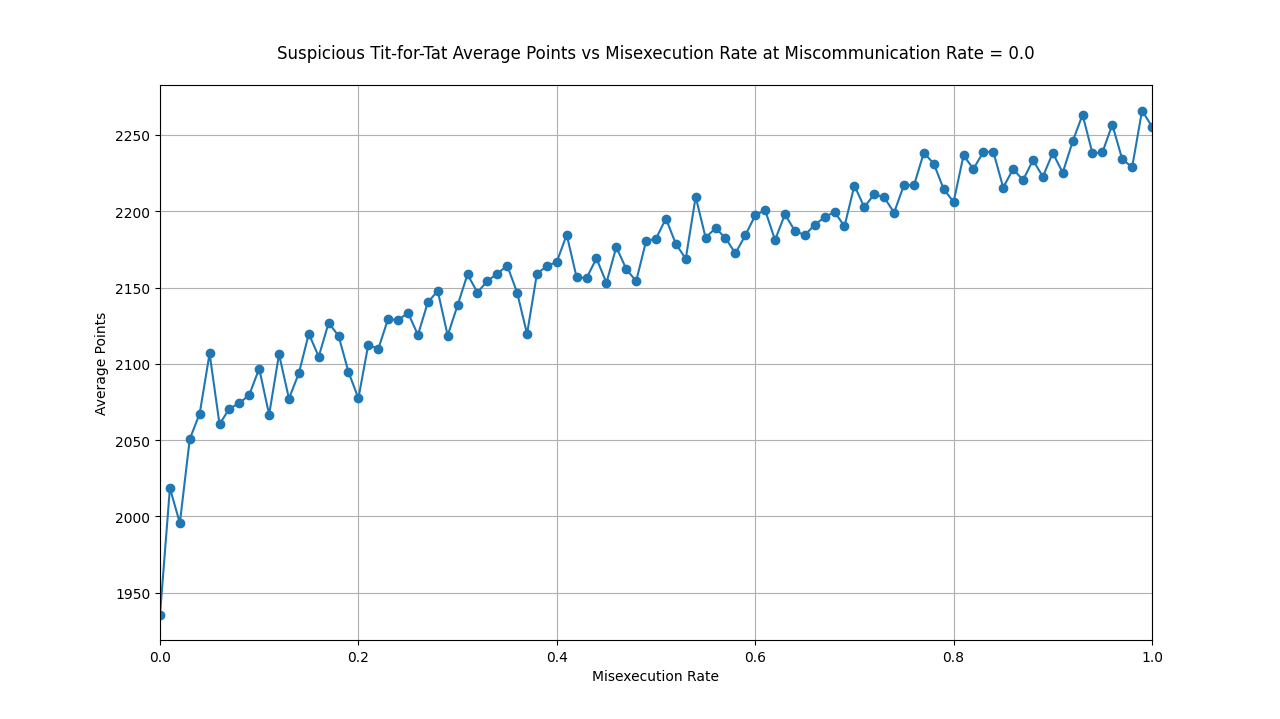 Suspicious Tit-for-Tat Average Points vs Misexecution Rate at Miscommunication Rate = 0.0
Average Points
2250
2200
2150
2100
2050
2000
1950
0.0 0.2 0.4 0.6 0.8 1.0
Misexecution Rate